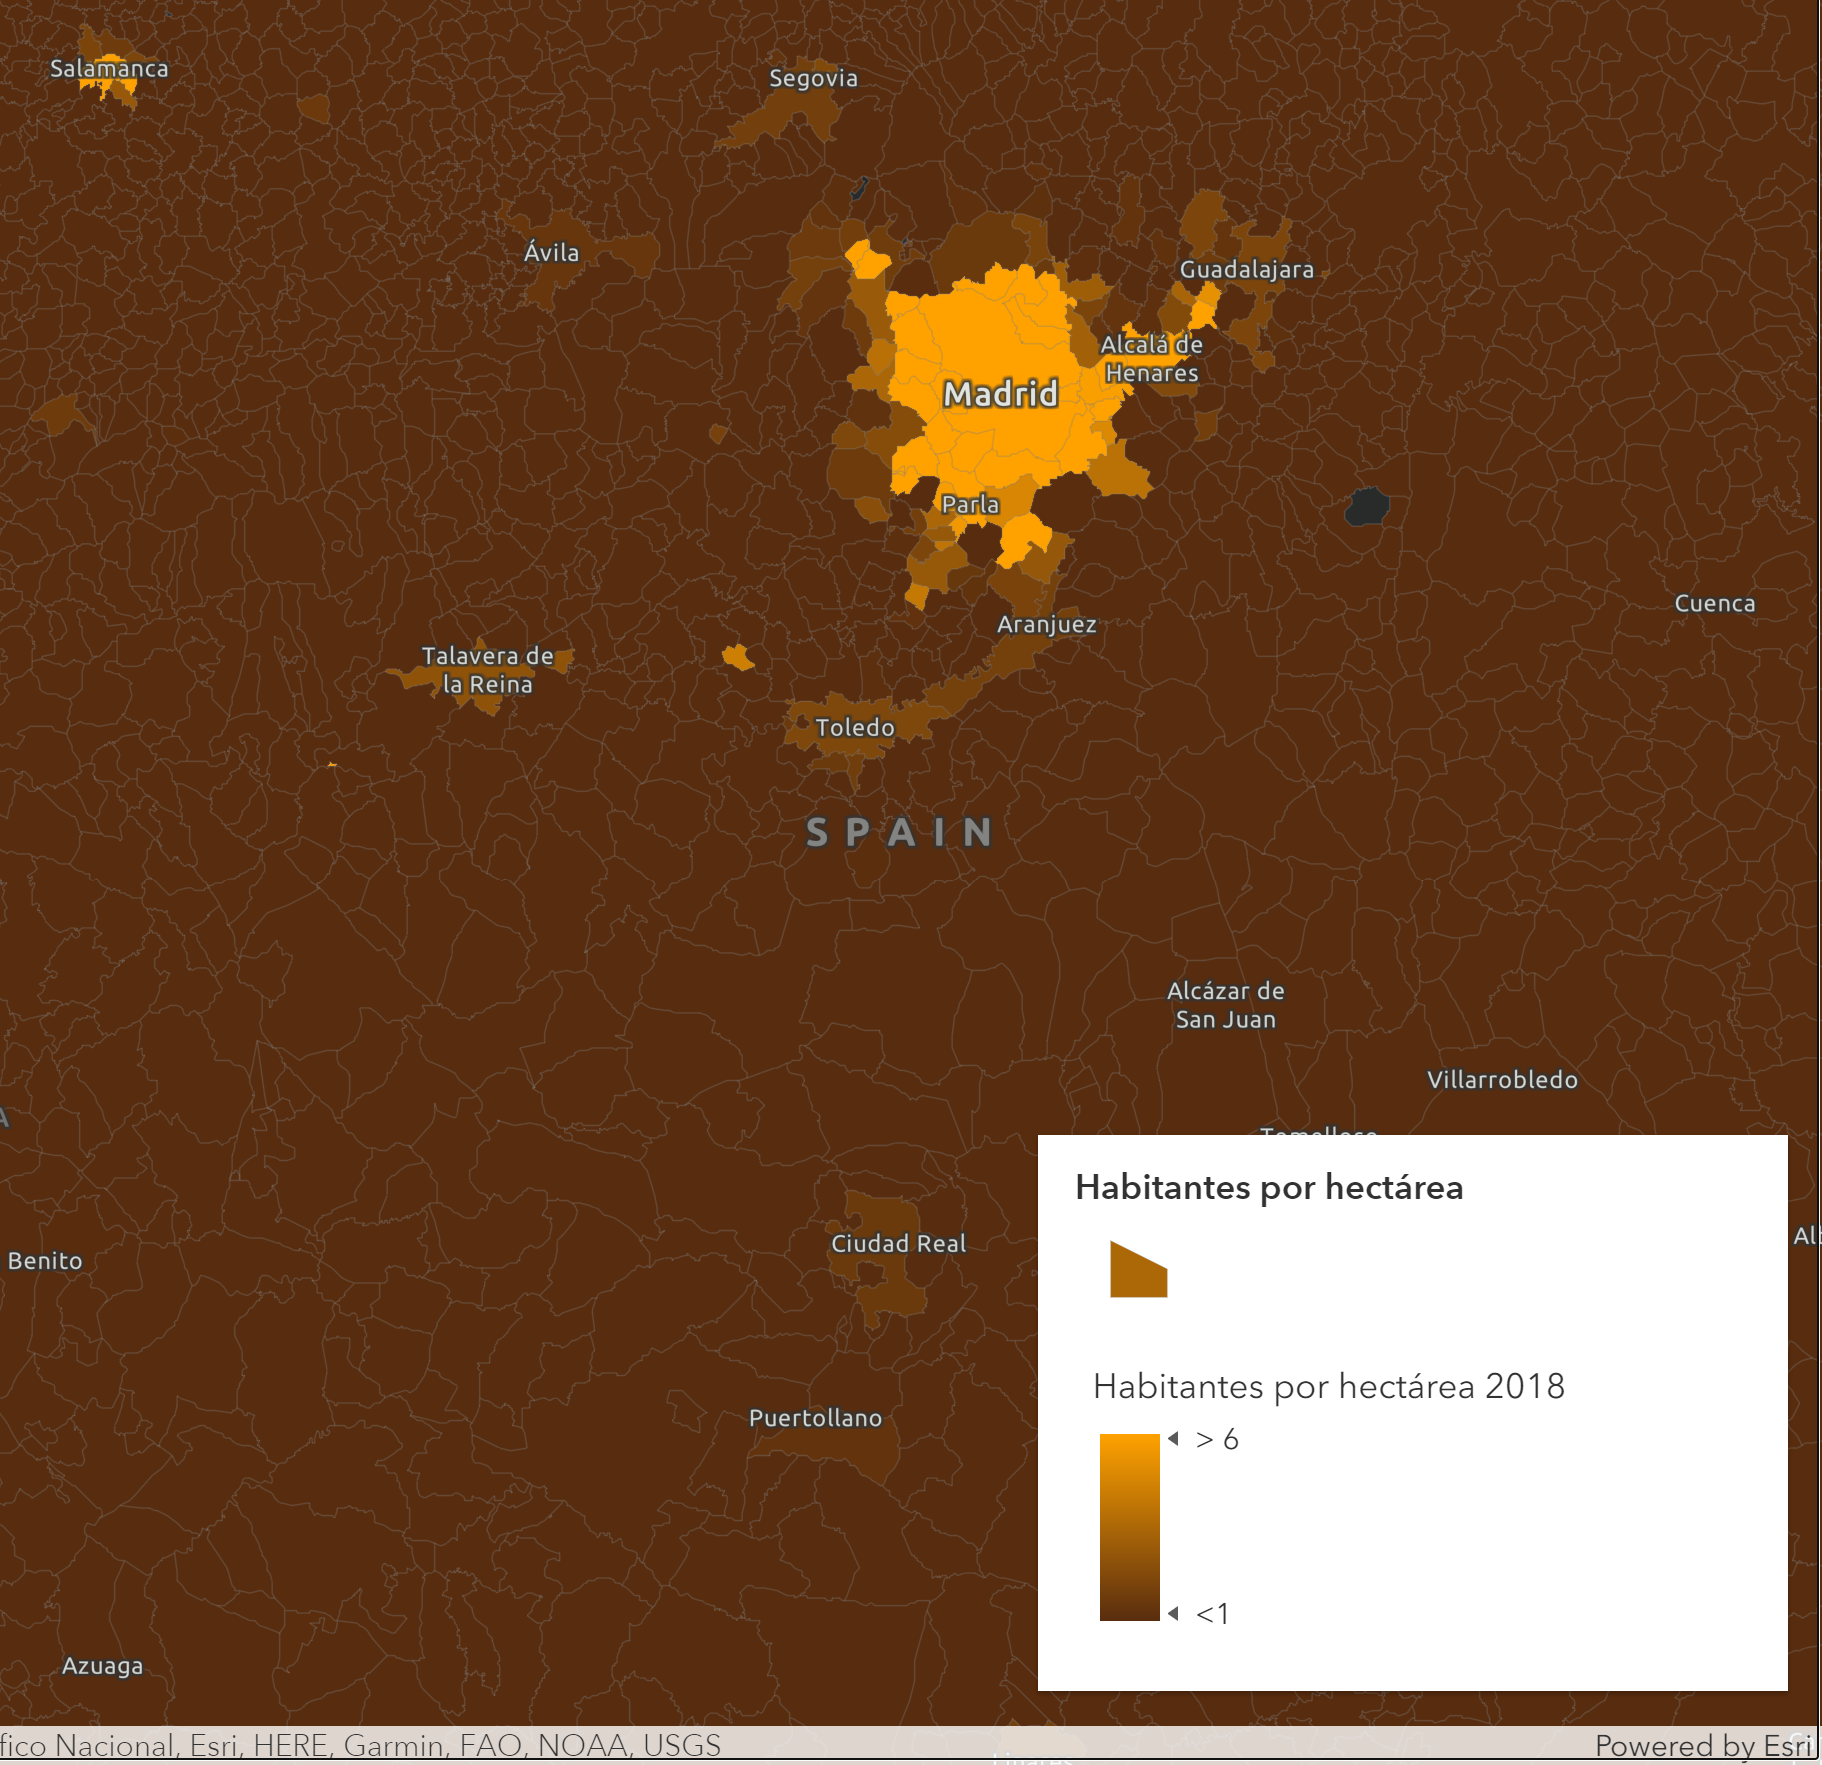 Salamanca
Segovia
Ávila
Guadalajara
Alcalá de
Henares
Madrid
Parla
Cuenca
Aranjuez
Talavera de
la Reina
Toledo
SPAIN
Alcázar de
San Juan
Villarrobledo
A
Benito
Ciudad Real
Puertollano
Azuaga
Habitantes por hectárea
Habitantes por hectárea 2018
> 6
<1
fico Nacional, Esri, HERE, Garmin, FAO, NOAA, USGS
Powered by Esri